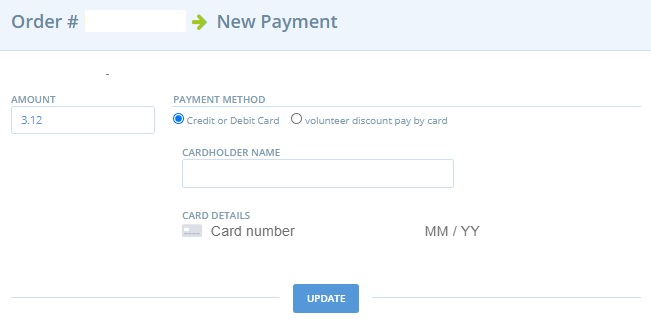 Order # New Payment
-
AMOUNT
PAYMENT METHOD
3.12
Credit or Debit Card volunteer discount pay by card
CARDHOLDER NAME
CARD DETAILS
Card number MM / YY
UPDATE